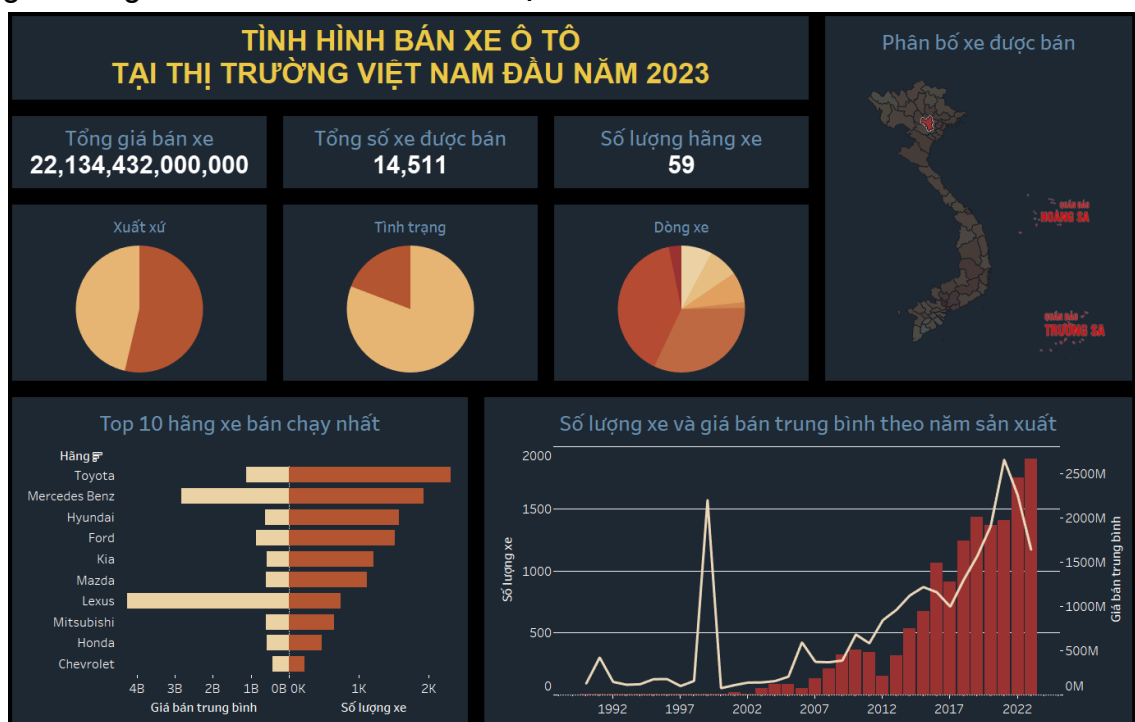 TÌNH HÌNH BÁN XE Ô TÔ
TẠI THỊ TRƯỜNG VIỆT NAM ĐẦU NĂM 2023
Phân bố xe được bán
Tổng giá bán xe
22,134,432,000,000
Tổng số xe được bán
14,511
Số lượng hãng xe
59
QUẦN ĐẢO
HOÀNG SA
QUẦN ĐẢO
TRƯỜNG SA
Xuất xứ
Tình trạng
Dòng xe
Top 10 hãng xe bán chạy nhất
Hãng
Toyota
Mercedes Benz
Hyundai
Ford
Kia
Mazda
Lexus
Mitsubishi
Honda
Chevrolet
4B 3B 2B 1B 0B 0K 1K 2K
Giá bán trung bình Số lượng xe
Số lượng xe và giá bán trung bình theo năm sản xuất
2000
1500
1000
500
0
Số lượng xe
2500M
2000M
1500M
1000M
500M
0M
Giá bán trung bình
1992 1997 2002 2007 2012 2017 2022